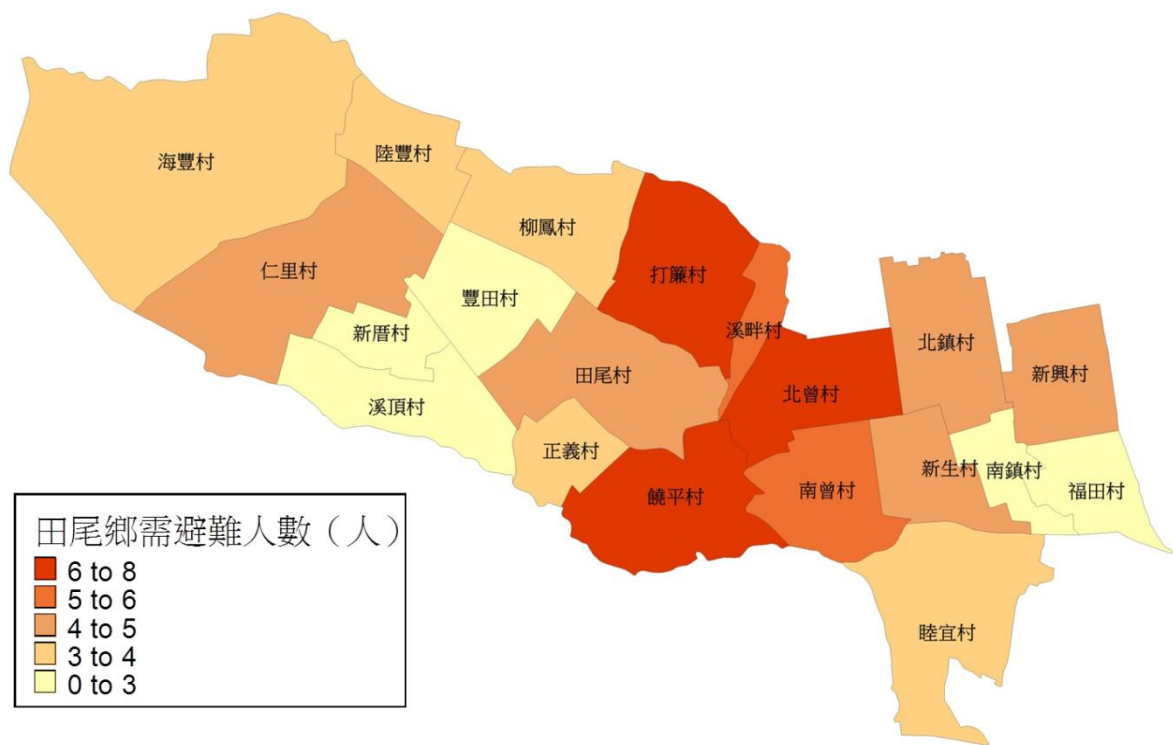 海豐村
陸豐村
柳鳳村
仁里村
打簾村
豐田村
溪畔村
新厝村
北鎮村
新興村
田尾村
北曾村
溪頂村
正義村
新生村
南鎮村
饒平村
南曾村
福田村
睦宜村
田尾鄉需避難人數（人）
6 to 8
5 to 6
4 to 5
3 to 4
0 to 3